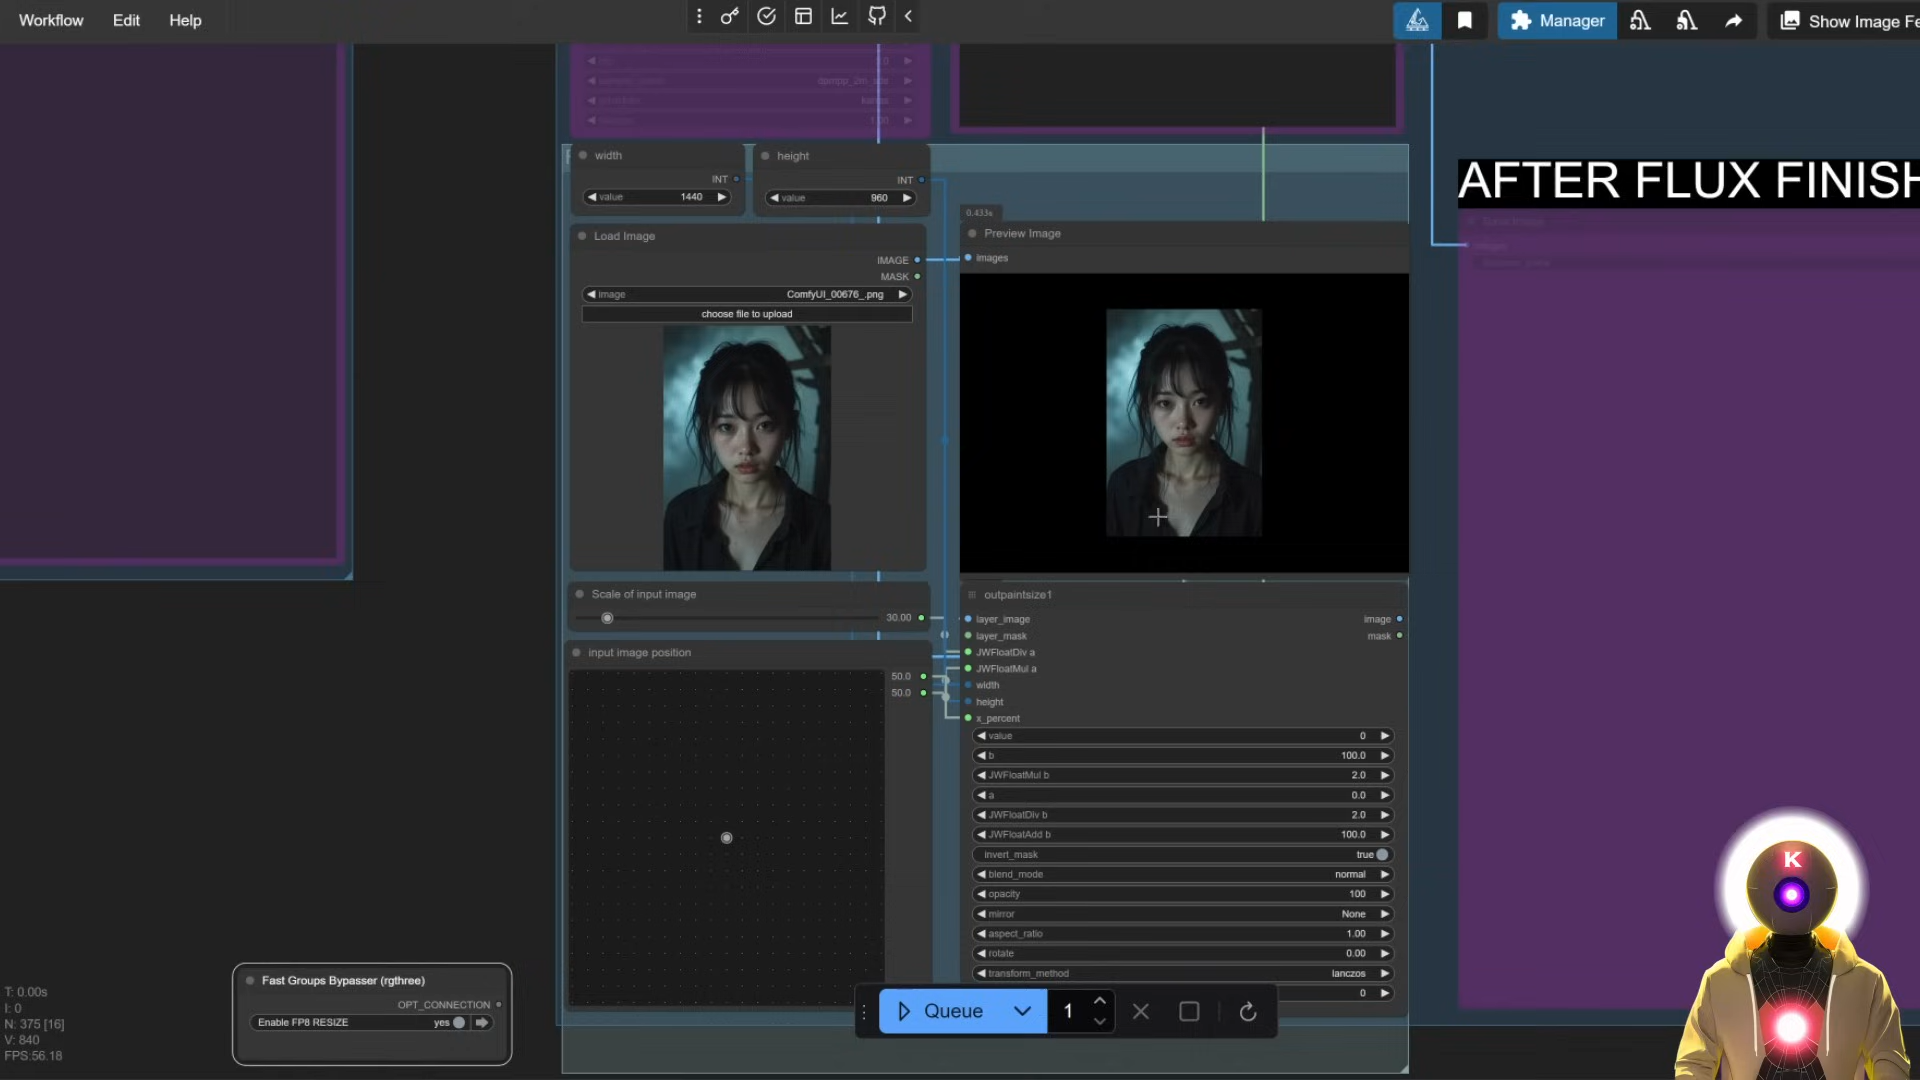 Workflow Edit Help
Manager
Show Image Fe
dpmpp_2m_sde
karras
1.00
width
height
INT
INT
value 1440
value 960
AFTER FLUX FINISH
0.433s
Load Image
Preview Image
IMAGE
images
MASK
image ComfyUI_00676_.png
choose file to upload
Scale of input image
30.00
outpaintsize1
layer_image
image
layer_mask
mask
input image position
JWFloatDiv a
JWFloatMul a
50.0
width
50.0
height
x_percent
value 0
b 100.0
JWFloatMul b 2.0
a 0.0
JWFloatDiv b 2.0
JWFloatAdd b 100.0
invert_mask true
blend_mode normal
opacity 100
mirror None
aspect_ratio 1.00
rotate 0.00
transform_method lanczos
0
Queue 1
K
Fast Groups Bypasser (rgthree)
OPT_CONNECTION
Enable FP8 RESIZE yes
T: 0.00s
I: 0
N: 375 [16]
V: 840
FPS:56.18